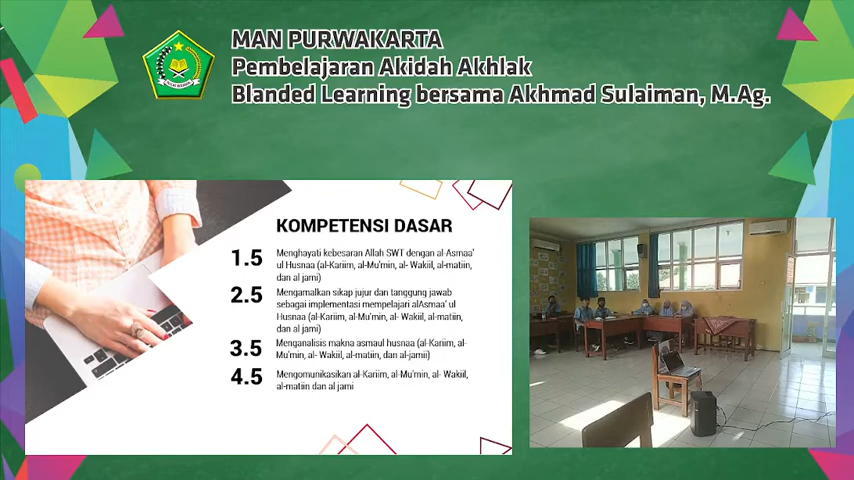 MAN PURWAKARTA
Pembelajaran Akidah Akhlak
Blanded Learning bersama Akhmad Sulaiman, M.Ag.
KOMPETENSI DASAR
1.5 Menghayati kebesaran Allah SWT dengan al-Asmaa'
ul Husnaa (al-Kariim, al-Mu'min, al- Wakiil, al-matiin,
dan al jami)
2.5 Mengamalkan sikap jujur dan tanggung jawab
sebagai implementasi mempelajari alAsmaa' ul
Husnaa (al-Kariim, al-Mu'min, al- Wakiil, al-matiin,
dan al jami)
3.5 Menganalisis makna asmaul husnaa (al-Kariim, al-
Mu'min, al- Wakiil, al-matiin, dan al-jamii)
4.5 Mengomunikasikan al-Kariim, al-Mu'min, al- Wakiil,
al-matiin dan al jami